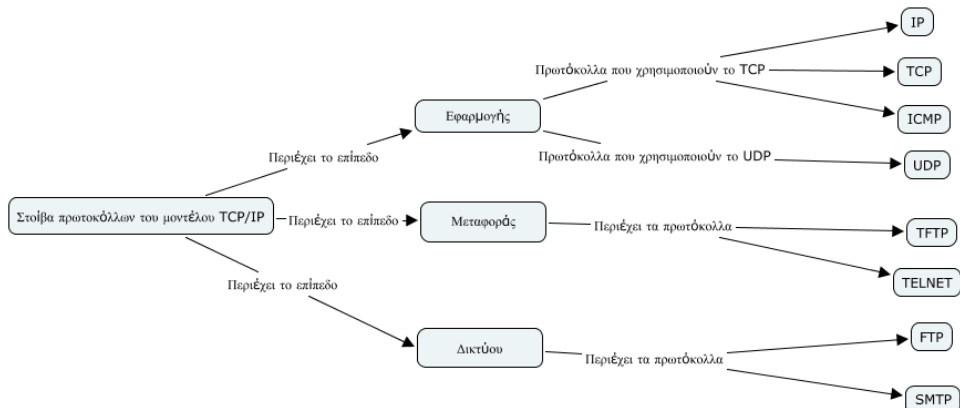 IP
Πρωτόκολλα που χρησιμοποιούν το TCP
TCP
Εφαρμογής
ICMP
Περιέχει το επίπεδο
Πρωτόκολλα που χρησιμοποιουν το UDP
UDP
Στοίβα πρωτοκόλλων του μοντέλου TCP/IP
Περιέχει το επίπεδο
Μεταφοράς
Περιέχει τα πρωτόκολλα
TFTP
TELNET
Περιέχει το επίπεδο
Δικτύου
Περιέχει τα πρωτόκολλα
FTP
SMTP